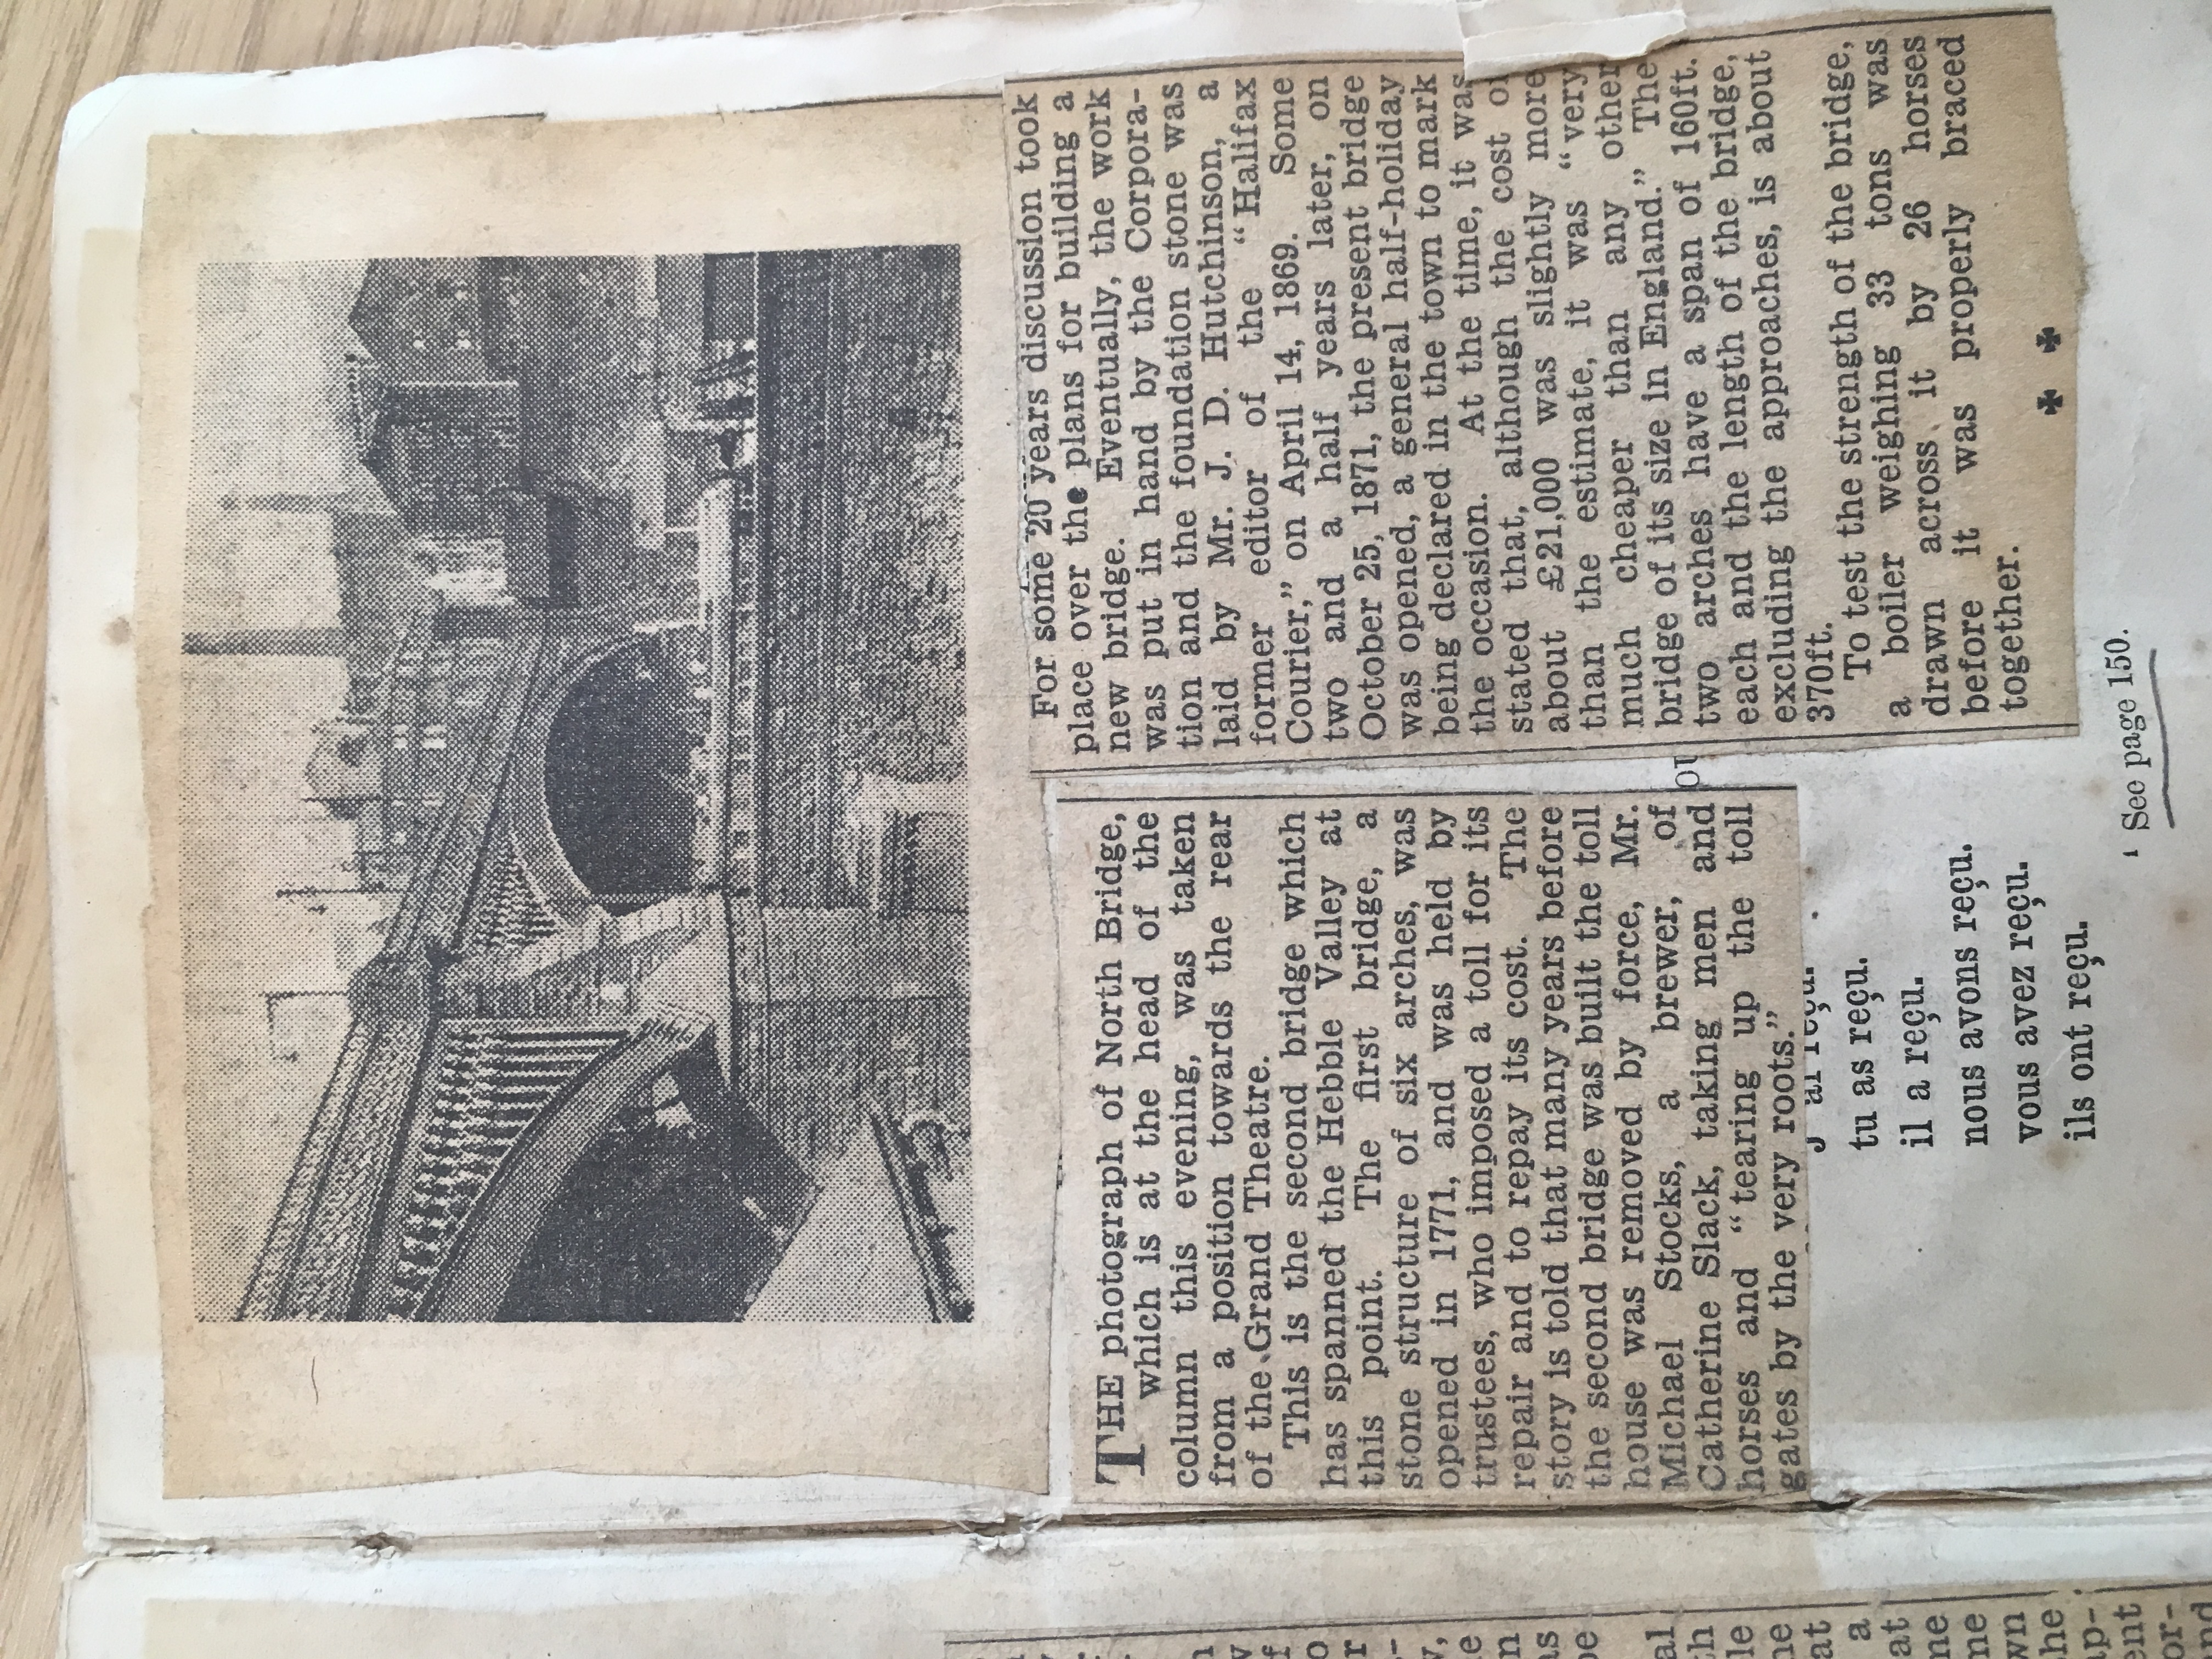 THE photograph of North Bridge,
which is at the head of the
column this evening, was taken
from a position towards the rear
of the Grand Theatre.
This is the second bridge which
has spanned the Hebble Valley at
this point. The first bridge, a
stone structure of six arches, was
opened in 1771, and was held by
trustees, who imposed a toll for its
repair and to repay its cost. The
story is told that many years before
the second bridge was built the toll
house was removed by force, Mr.
Michael Stocks, a brewer, of
Catherine Slack, taking men and
horses and "tearing up the toll
gates by the very roots."
For some 20 years discussion took
place over the plans for building a
new bridge. Eventually, the work
was put in hand by the Corpora-
tion and the foundation stone was
laid by Mr. J. D. Hutchinson, a
former editor of the "Halifax
Courier," on April 14, 1869. Some
two and a half years later, on
October 25, 1871, the present bridge
was opened, a general half-holiday
being declared in the town to mark
the occasion. At the time, it was
stated that, although the cost of
about £21,000 was slightly more
than the estimate, it was "very
much cheaper than any other
bridge of its size in England." The
two arches have a span of 160ft.
each and the length of the bridge,
excluding the approaches, is about
370ft.
To test the strength of the bridge,
a boiler weighing 33 tons was
drawn across it by 26 horses
before it was properly braced
together.
tu as reçu.
il a reçu.
nous avons reçu.
vous avez reçu.
ils ont reçu.
¹ See page 150.